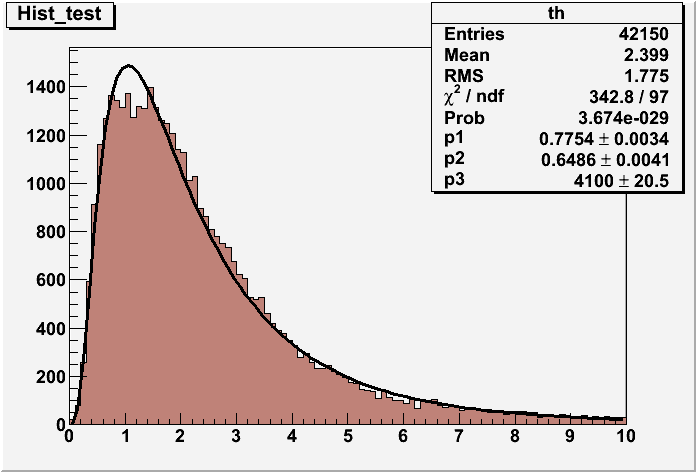 Hist_test
th
Entries 42150
Mean 2.399
RMS 1.775
χ² / ndf 342.8 / 97
Prob 3.674e-029
p1 0.7754 ± 0.0034
p2 0.6486 ± 0.0041
p3 4100 ± 20.5
1400
1200
1000
800
600
400
200
0
0 1 2 3 4 5 6 7 8 9 10